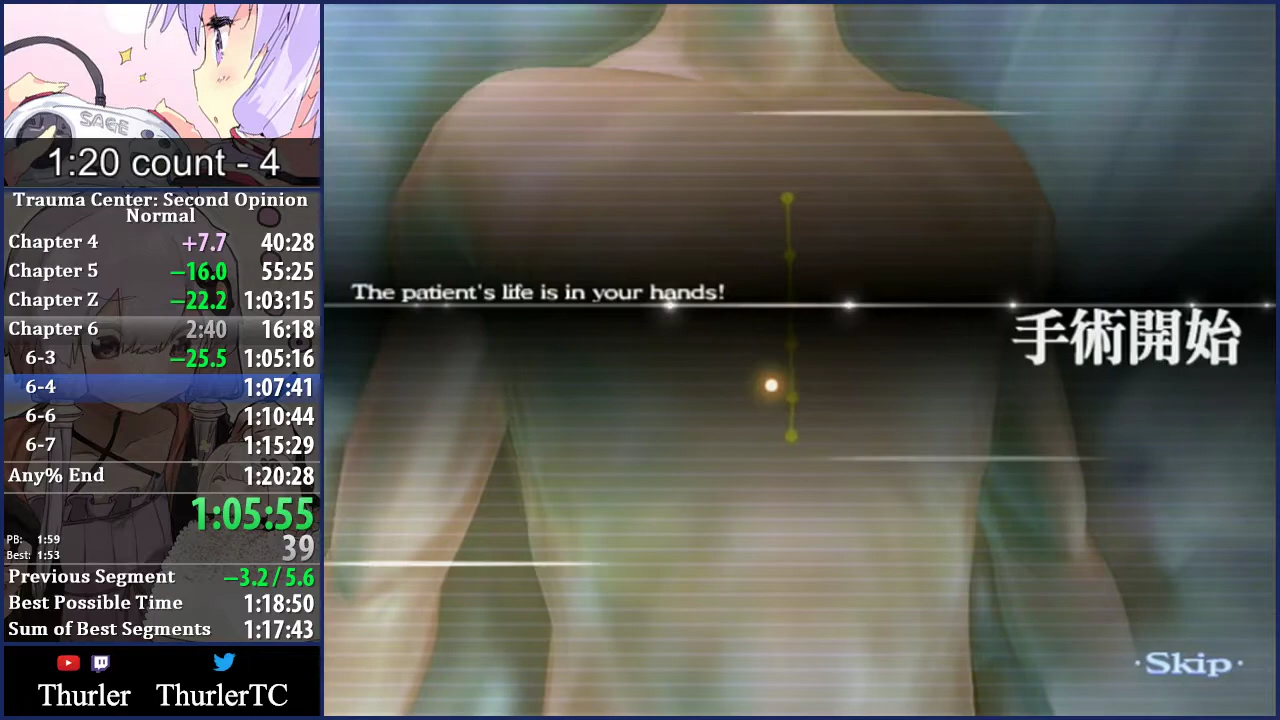 SAGE
1:20 count - 4
Trauma Center: Second Opinion
Normal
Chapter 4 +7.7 40:28
Chapter 5 −16.0 55:25
Chapter Z −22.2 1:03:15
Chapter 6 2:40 16:18
6-3 −25.5 1:05:16
6-4 1:07:41
6-6 1:10:44
6-7 1:15:29
Any% End 1:20:28
1:05:55
PB: 1:59
Best: 1:53
39
Previous Segment −3.2 / 5.6
Best Possible Time 1:18:50
Sum of Best Segments 1:17:43
Thurler ThurlerTC
The patient's life is in your hands!
手術開始
·Skip·